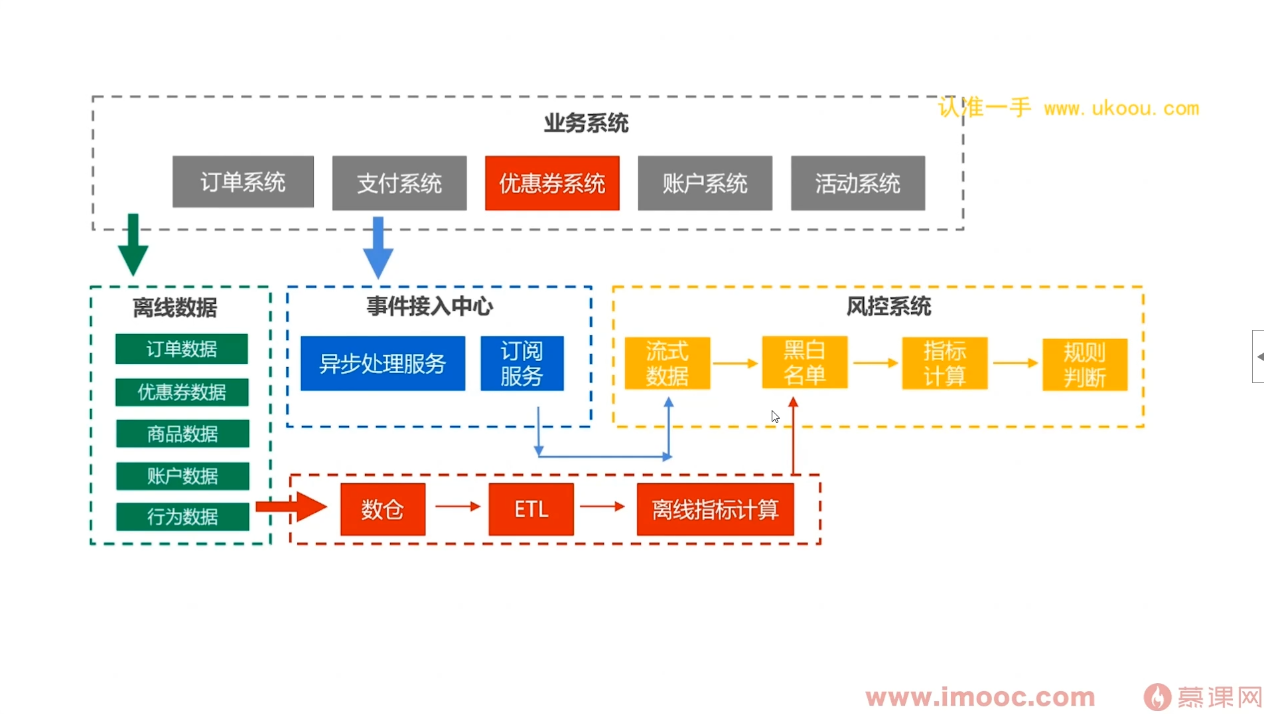 认准一手 www.ukoou.com
业务系统
订单系统
支付系统
优惠券系统
账户系统
活动系统
离线数据
订单数据
优惠券数据
商品数据
账户数据
行为数据
事件接入中心
异步处理服务
订阅
服务
风控系统
流式
数据
黑白
名单
指标
计算
规则
判断
数仓
ETL
离线指标计算
www.imooc.com
慕课网